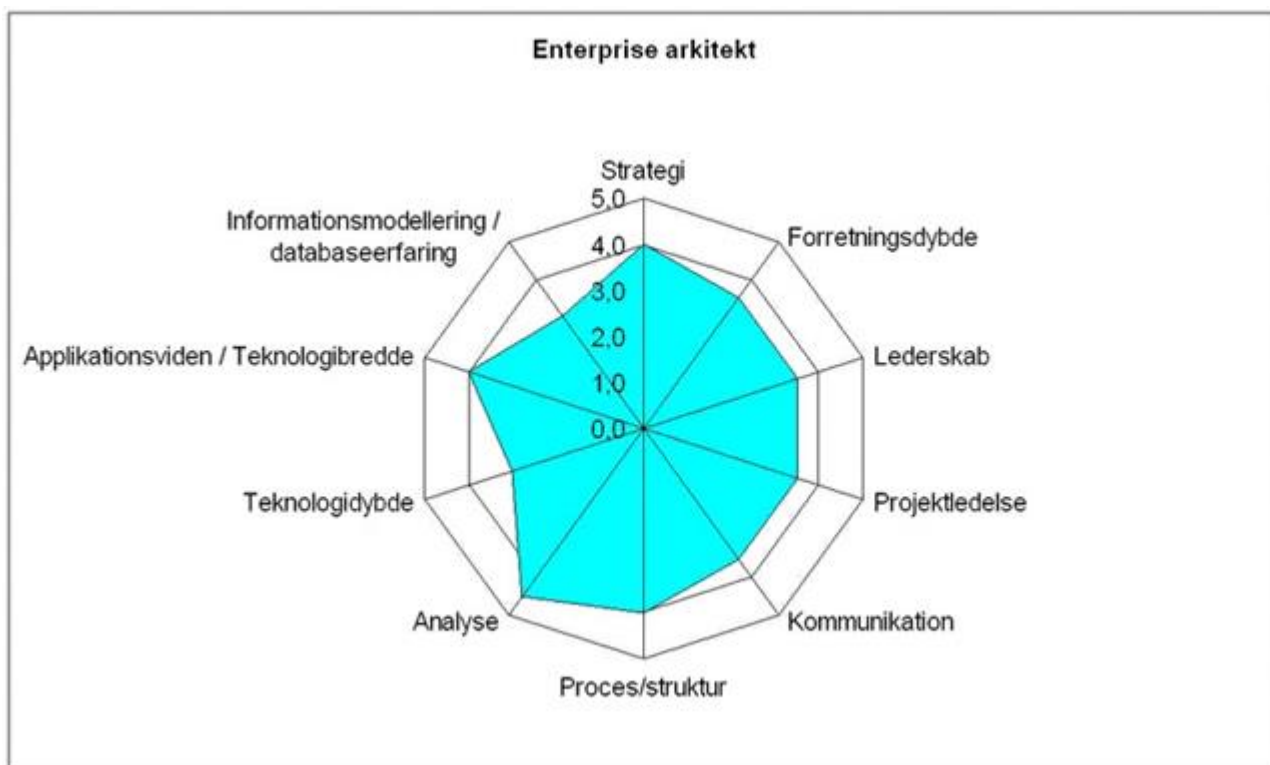 Enterprise arkitekt
Strategi
5,0
Informationsmodellering /
databaseerfaring
Forretningsdybde
4,0
3,0
Applikationsviden / Teknologibredde
2,0
Lederskab
1,0
0,0
Teknologidybde
Projektledelse
Analyse
Kommunikation
Proces/struktur